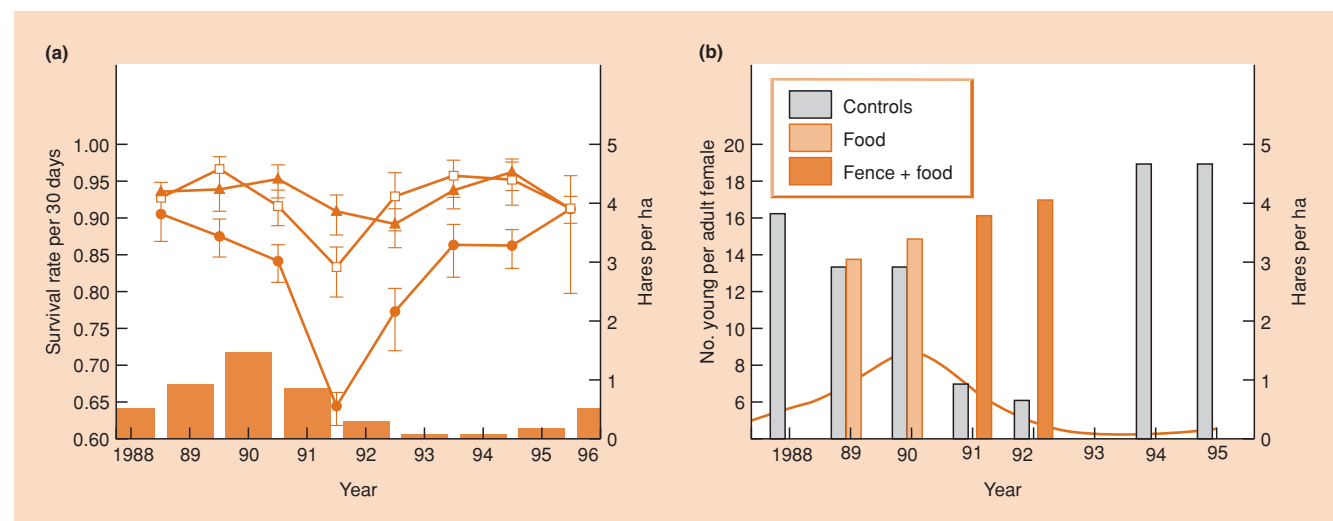 (a)
Survival rate per 30 days
1.00
0.95
0.90
0.85
0.80
0.75
0.70
0.65
0.60
5
4
3
2
1
0
Hares per ha
1988 89 90 91 92 93 94 95 96
Year
(b)
No. young per adult female
20
18
16
14
12
10
8
6
Controls
Food
Fence + food
5
4
3
2
1
0
Hares per ha
1988 89 90 91 92 93 94 95
Year